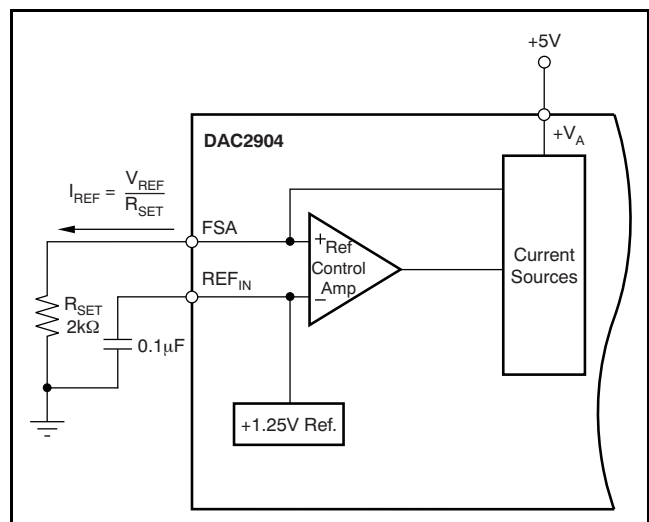 +5V
+V_A
DAC2904
I_REF = V_REF / R_SET
FSA
+ Ref
Control
Amp
–
REF_IN
Current
Sources
R_SET
2kΩ
0.1µF
+1.25V Ref.